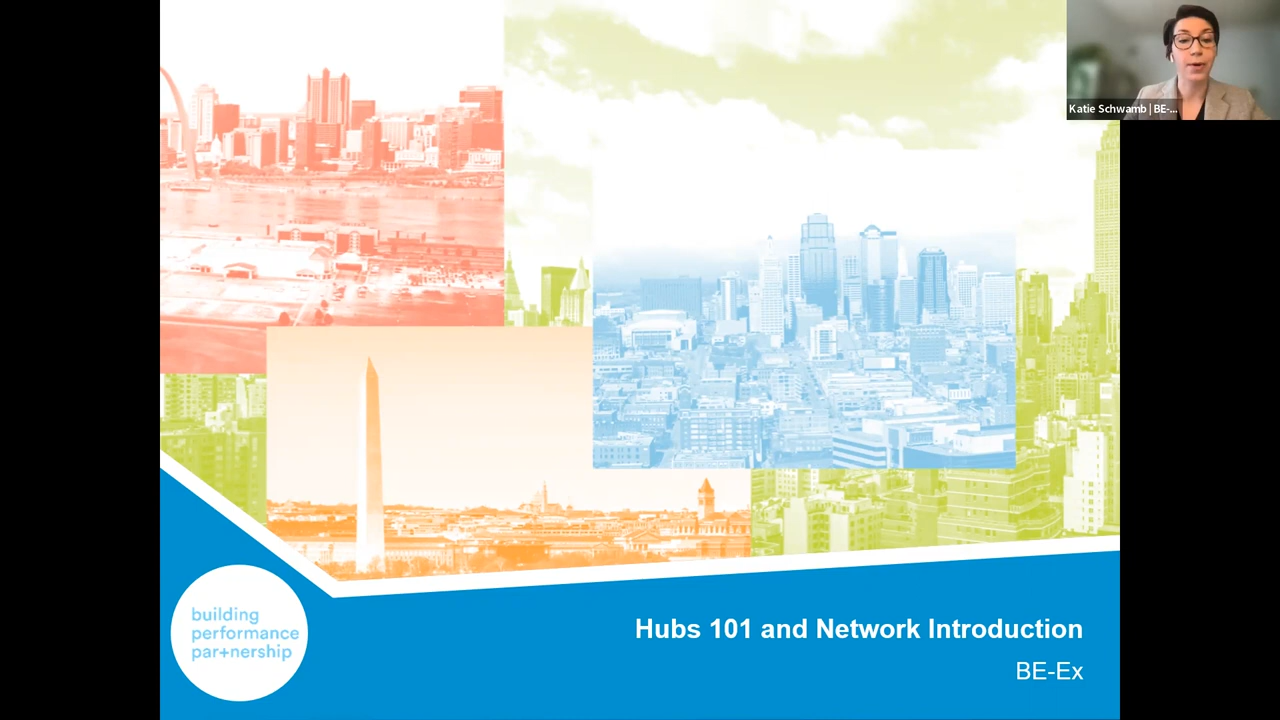 Katie Schwamb | BE-...
building
performance
par+nership
Hubs 101 and Network Introduction
BE-Ex